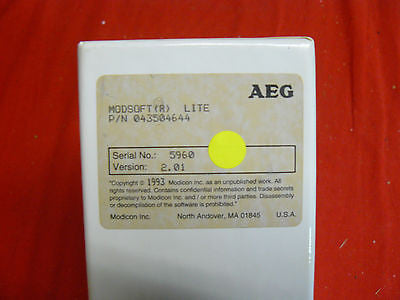 AEG
MODSOFT(R) LITE
P/N 043504644
Serial No.: 5960
Version: 2.01
"Copyright © 1993 Modicon Inc. as an unpublished work. All
rights reserved. Contains confidential information and trade secrets
proprietary to Modicon Inc. and / or more third parties. Disassembly
or decompilation of the software is prohibited."
Modicon Inc. North Andover, MA 01845 U.S.A.